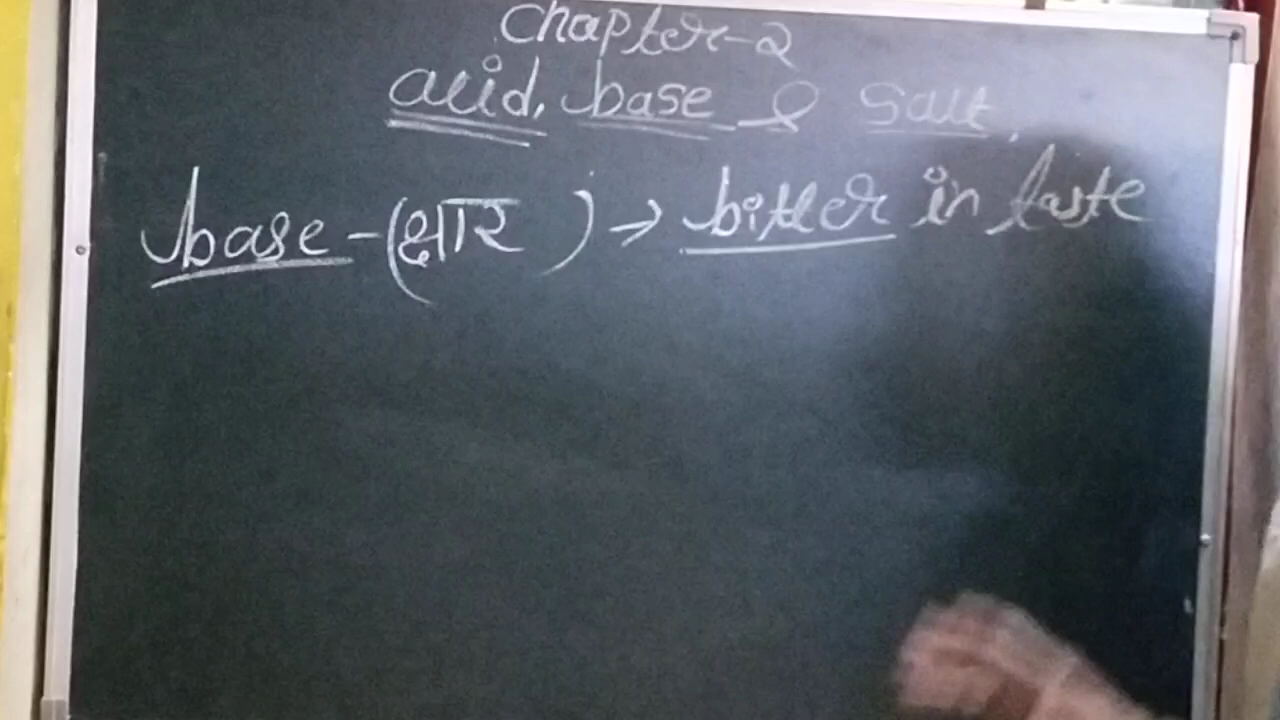 Chapter-2
acid, base & Salt
base - (क्षार) → bitter in taste